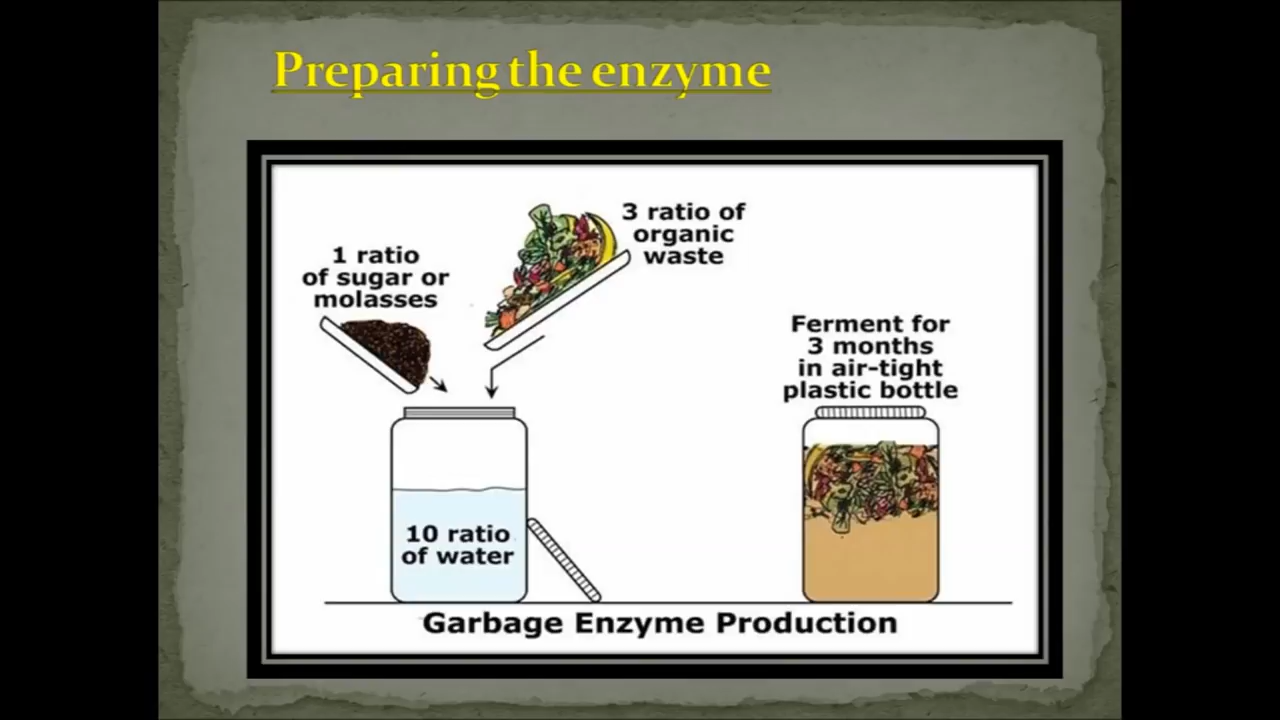 Preparing the enzyme
1 ratio
of sugar or
molasses
3 ratio of
organic
waste
10 ratio
of water
Ferment for
3 months
in air-tight
plastic bottle
Garbage Enzyme Production